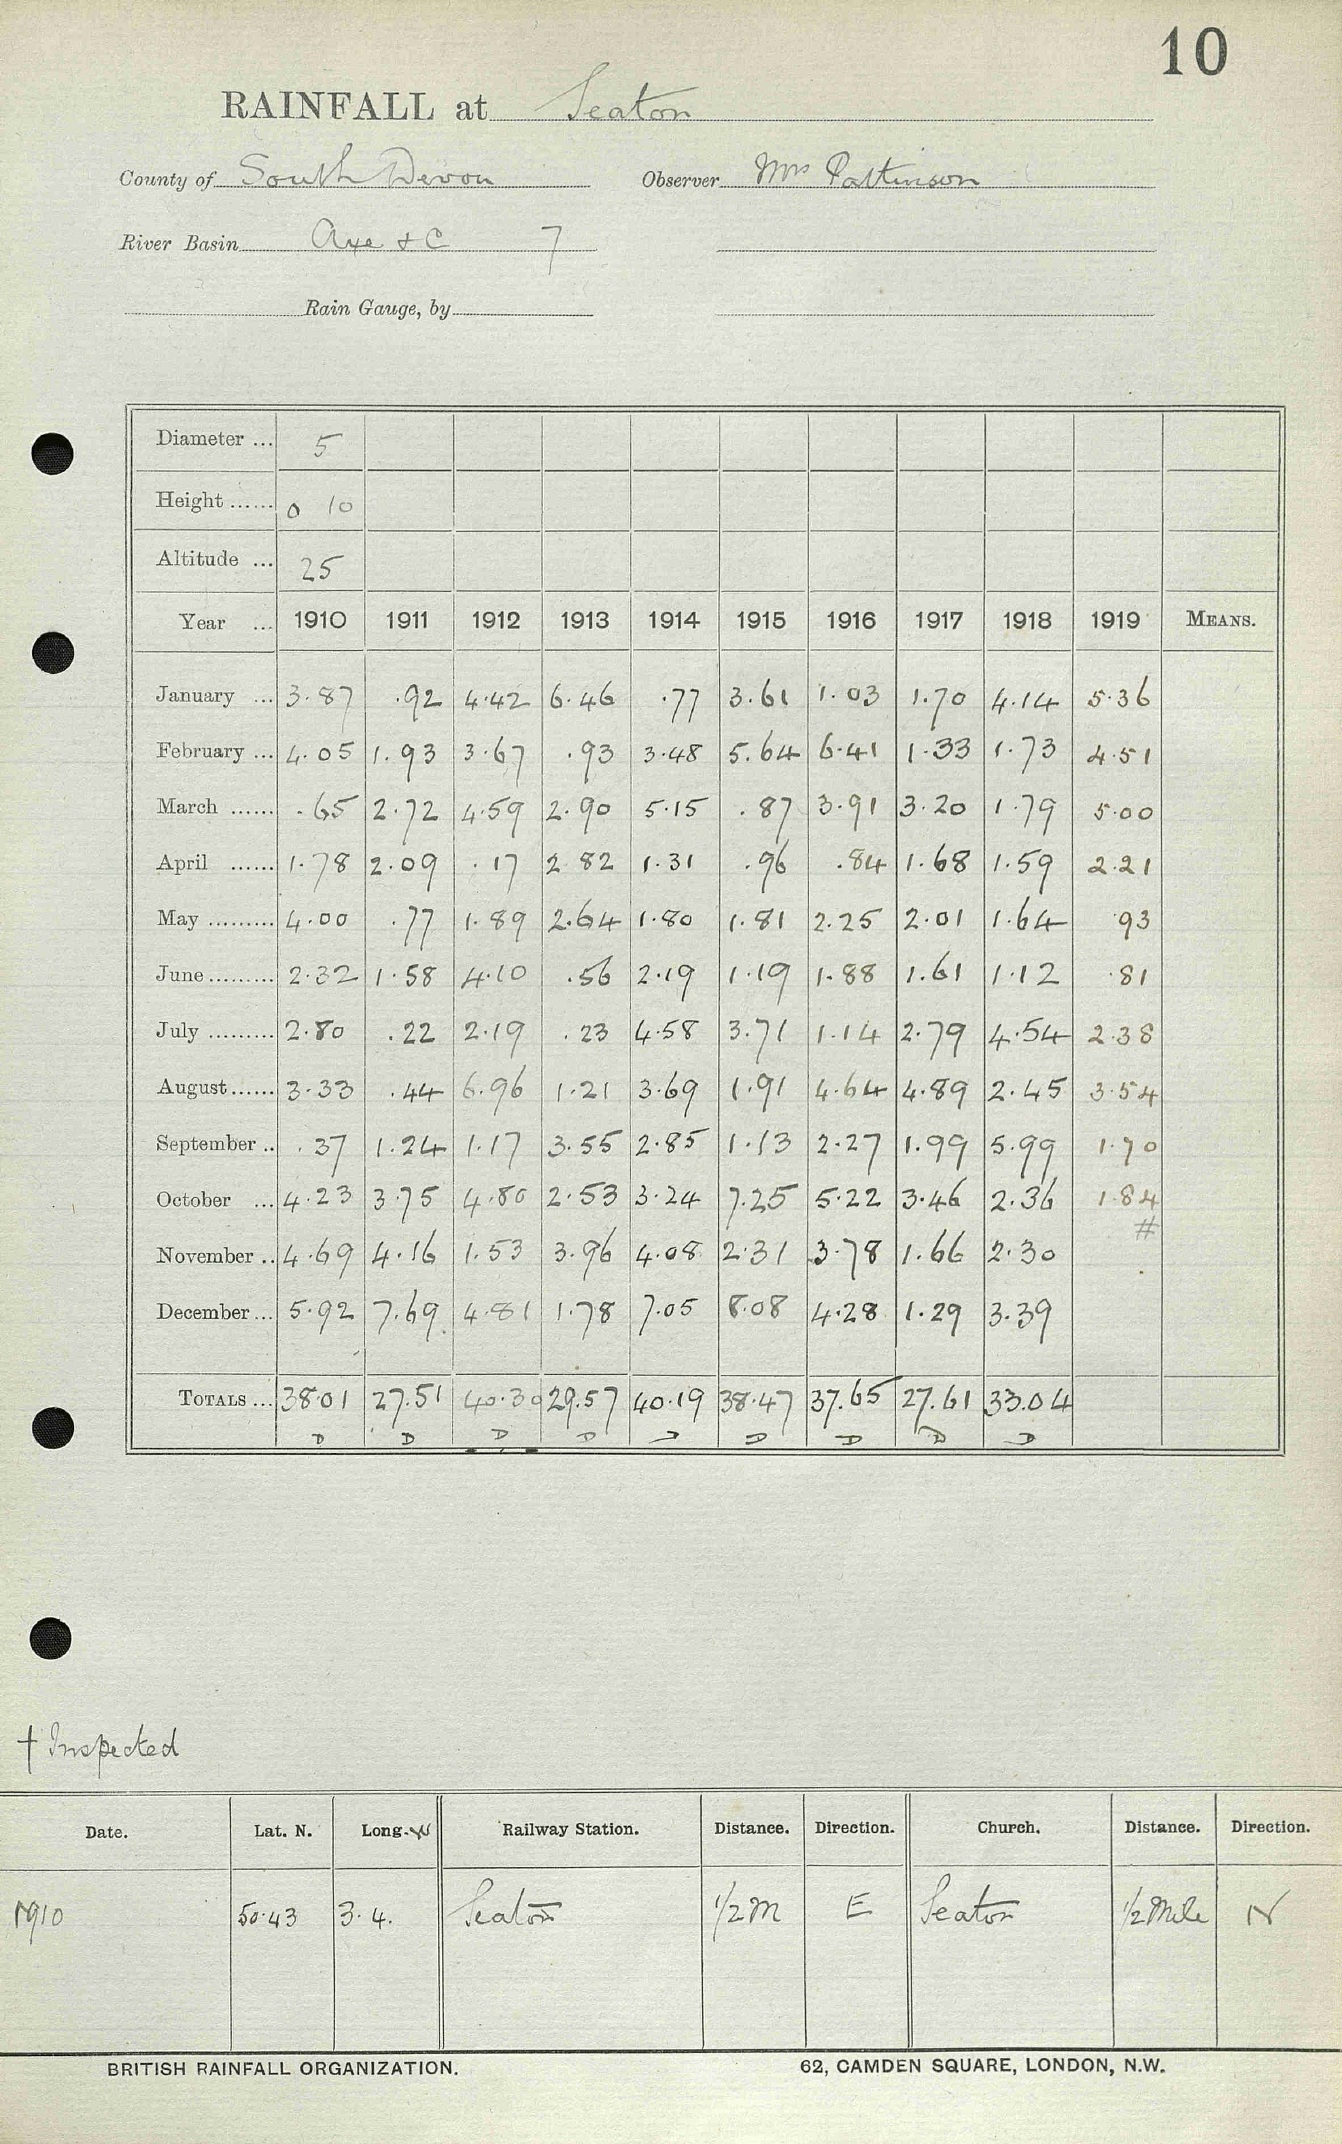 10
RAINFALL at Seaton
County of South Devon Observer Mrs Pattinson
River Basin Axe & C 7
Rain Gauge, by
Diameter ... 5
Height ...... 0 10
Altitude ... 25
Year ... 1910 1911 1912 1913 1914 1915 1916 1917 1918 1919 MEANS.
January ... 3.87 .92 4.42 6.46 .77 3.61 1.03 1.70 4.14 5.36
February ... 4.05 1.93 3.67 .93 3.48 5.64 6.41 1.33 1.73 4.51
March ...... .65 2.72 4.59 2.90 5.15 .87 3.91 3.20 1.79 5.00
April ...... 1.78 2.09 .17 2.82 1.31 .96 .84 1.68 1.59 2.21
May ......... 4.00 .77 1.89 2.64 1.80 1.81 2.25 2.01 1.64 .93
June ......... 2.32 1.58 4.10 .56 2.19 1.19 1.88 1.61 1.12 .81
July ......... 2.80 .22 2.19 .23 4.58 3.71 1.14 2.79 4.54 2.38
August ...... 3.33 .44 6.96 1.21 3.69 1.91 4.64 4.89 2.45 3.54
September .. .37 1.24 1.17 3.55 2.85 1.13 2.27 1.99 5.99 1.70
October ... 4.23 3.75 4.80 2.53 3.24 7.25 5.22 3.46 2.36 1.84
#
November .. 4.69 4.16 1.53 3.96 4.08 2.31 3.78 1.66 2.30
December ... 5.92 7.69 4.81 1.78 7.05 8.08 4.28 1.29 3.39
TOTALS ... 38.01 27.51 40.30 29.57 40.19 38.47 37.65 27.61 33.04
D D D D D D D D D
† Inspected
Date. Lat. N. Long. W Railway Station. Distance. Direction. Church. Distance. Direction.
1910 50.43 3.4. Seaton 1/2 M E Seaton 1/2 Mile N
BRITISH RAINFALL ORGANIZATION. 62, CAMDEN SQUARE, LONDON, N.W.